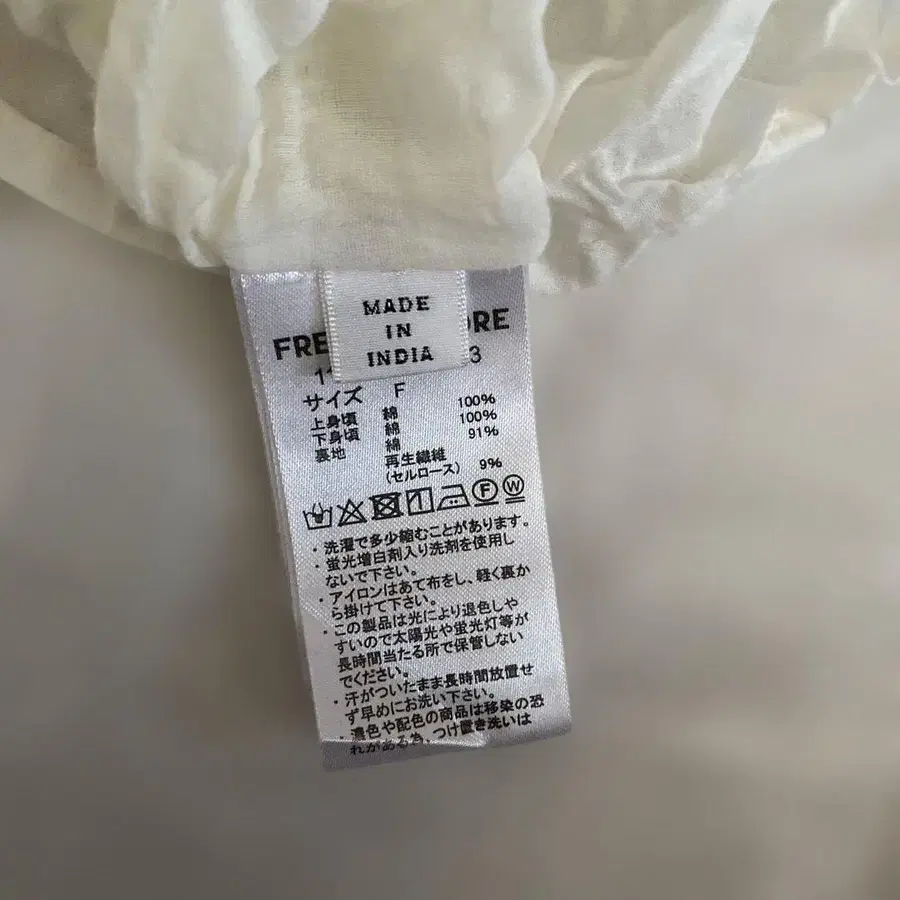 MADE
IN
INDIA
FRE ORE
11 3
サイズ F
上身頃 綿 100%
下身頃 綿 100%
裏地 綿 91%
再生繊維
(セルロース) 9%
F W
・洗濯で多少縮むことがあります。
・蛍光増白剤入り洗剤を使用し
ないで下さい。
・アイロンはあて布をし、軽く裏か
ら掛けて下さい。
・この製品は光により退色しや
すいので太陽光や蛍光灯等が
長時間当たる所で保管しない
でください。
・汗がついたまま長時間放置せ
ず早めにお洗い下さい。
・濃色や配色の商品は移染の恐
れがある為、つけ置き洗いは